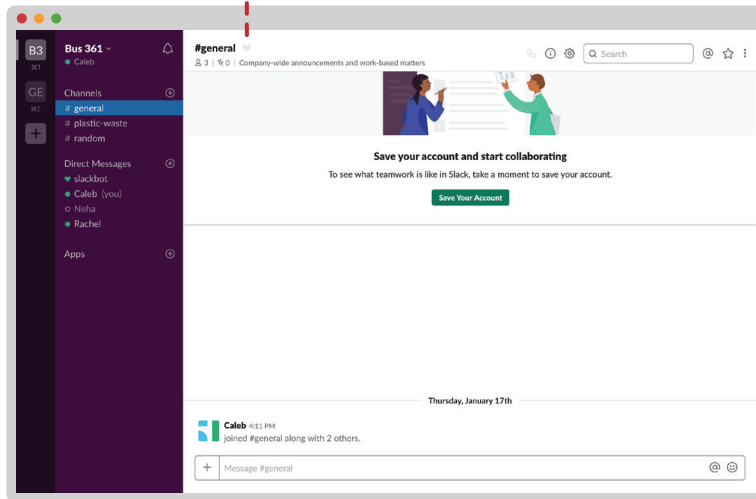 B3
⌘1
GE
⌘2
+
Bus 361
Caleb
Channels
# general
# plastic-waste
# random
Direct Messages
slackbot
Caleb (you)
Neha
Rachel
Apps
#general
3 | 0 | Company-wide announcements and work-based matters
Search
@
Save your account and start collaborating
To see what teamwork is like in Slack, take a moment to save your account.
Save Your Account
Thursday, January 17th
Caleb 4:11 PM
joined #general along with 2 others.
+ Message #general @